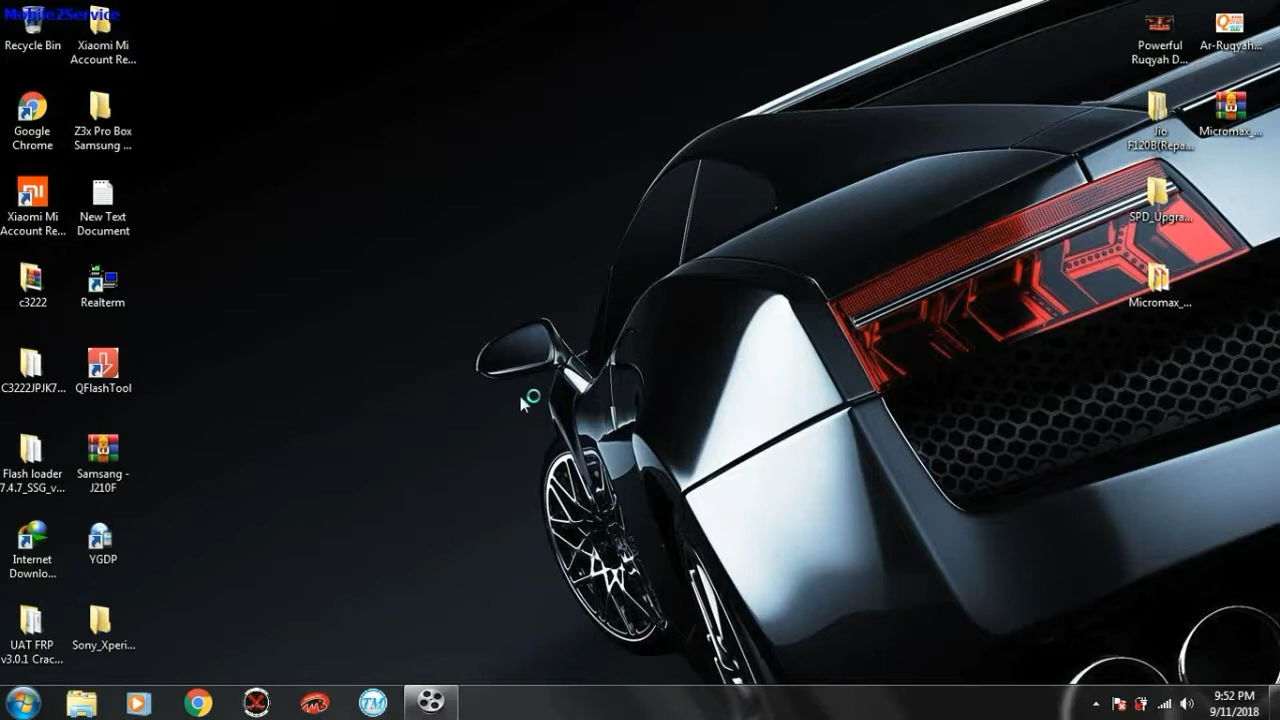 Mobile2Service
Recycle Bin
Xiaomi Mi
Account Re...
Google
Chrome
Z3x Pro Box
Samsung ...
Xiaomi Mi
Account Re...
New Text
Document
c3222
Realterm
C3222JPJK7...
QFlashTool
Flash loader
7.4.7_SSG_v...
Samsang -
J210F
Internet
Downlo...
YGDP
UAT FRP
v3.0.1 Crac...
Sony_Xperi...
Powerful
Ruqyah D...
Ar-Ruqyah...
Jio
F120B(Repa...
Micromax_...
SPD_Upgra...
Micromax_...
9:52 PM
9/11/2018